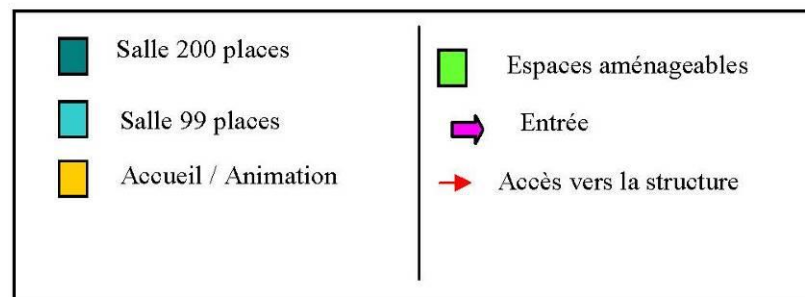 Salle 200 places
Salle 99 places
Accueil / Animation
Espaces aménageables
Entrée
Accès vers la structure